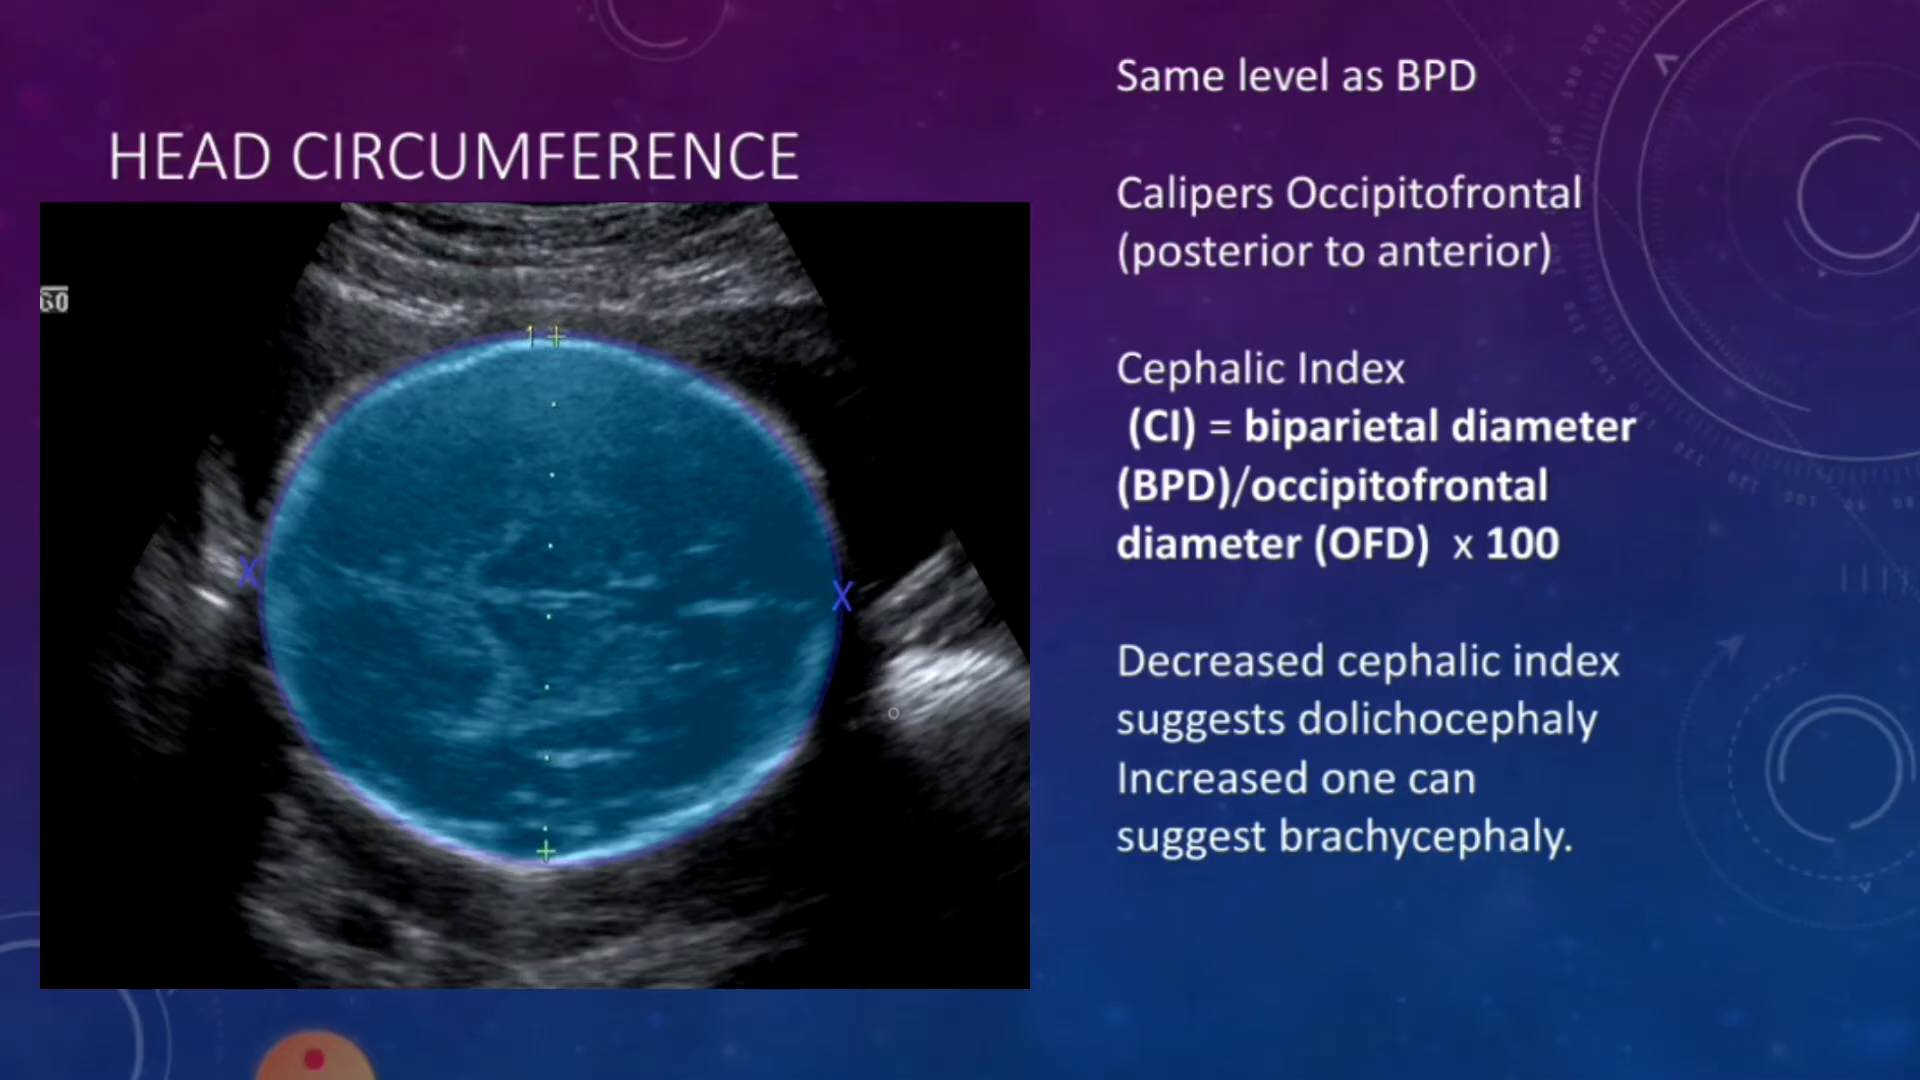 HEAD CIRCUMFERENCE
60
1
X
X
Same level as BPD
Calipers Occipitofrontal
(posterior to anterior)
Cephalic Index
(CI) = biparietal diameter
(BPD)/occipitofrontal
diameter (OFD) x 100
Decreased cephalic index
suggests dolichocephaly
Increased one can
suggest brachycephaly.